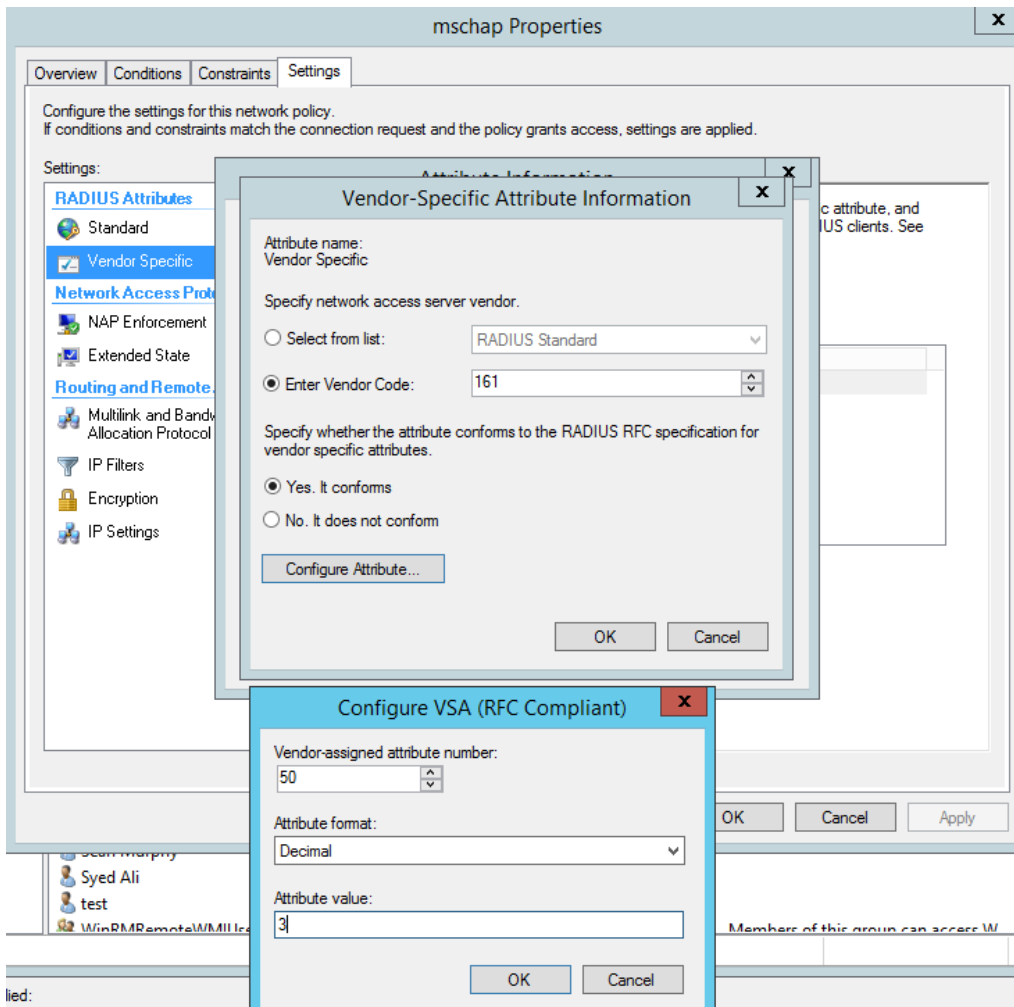 mschap Properties
x
Overview
Conditions
Constraints
Settings
Configure the settings for this network policy.
If conditions and constraints match the connection request and the policy grants access, settings are applied.
Settings:
RADIUS Attributes
Standard
Vendor Specific
Network Access Prot
NAP Enforcement
Extended State
Routing and Remote.
Multilink and Bandw
Allocation Protocol
IP Filters
Encryption
IP Settings
Attribute Information
x
c attribute, and
IUS clients. See
Vendor-Specific Attribute Information
x
Attribute name:
Vendor Specific
Specify network access server vendor.
Select from list:
RADIUS Standard
Enter Vendor Code:
161
Specify whether the attribute conforms to the RADIUS RFC specification for
vendor specific attributes.
Yes. It conforms
No. It does not conform
Configure Attribute...
OK
Cancel
Configure VSA (RFC Compliant)
x
Vendor-assigned attribute number:
50
Attribute format:
Decimal
Attribute value:
3
OK
Cancel
OK
Cancel
Apply
Sean Murphy
Syed Ali
test
WinRMRemoteWMIUse
Members of this group can access W
lied: